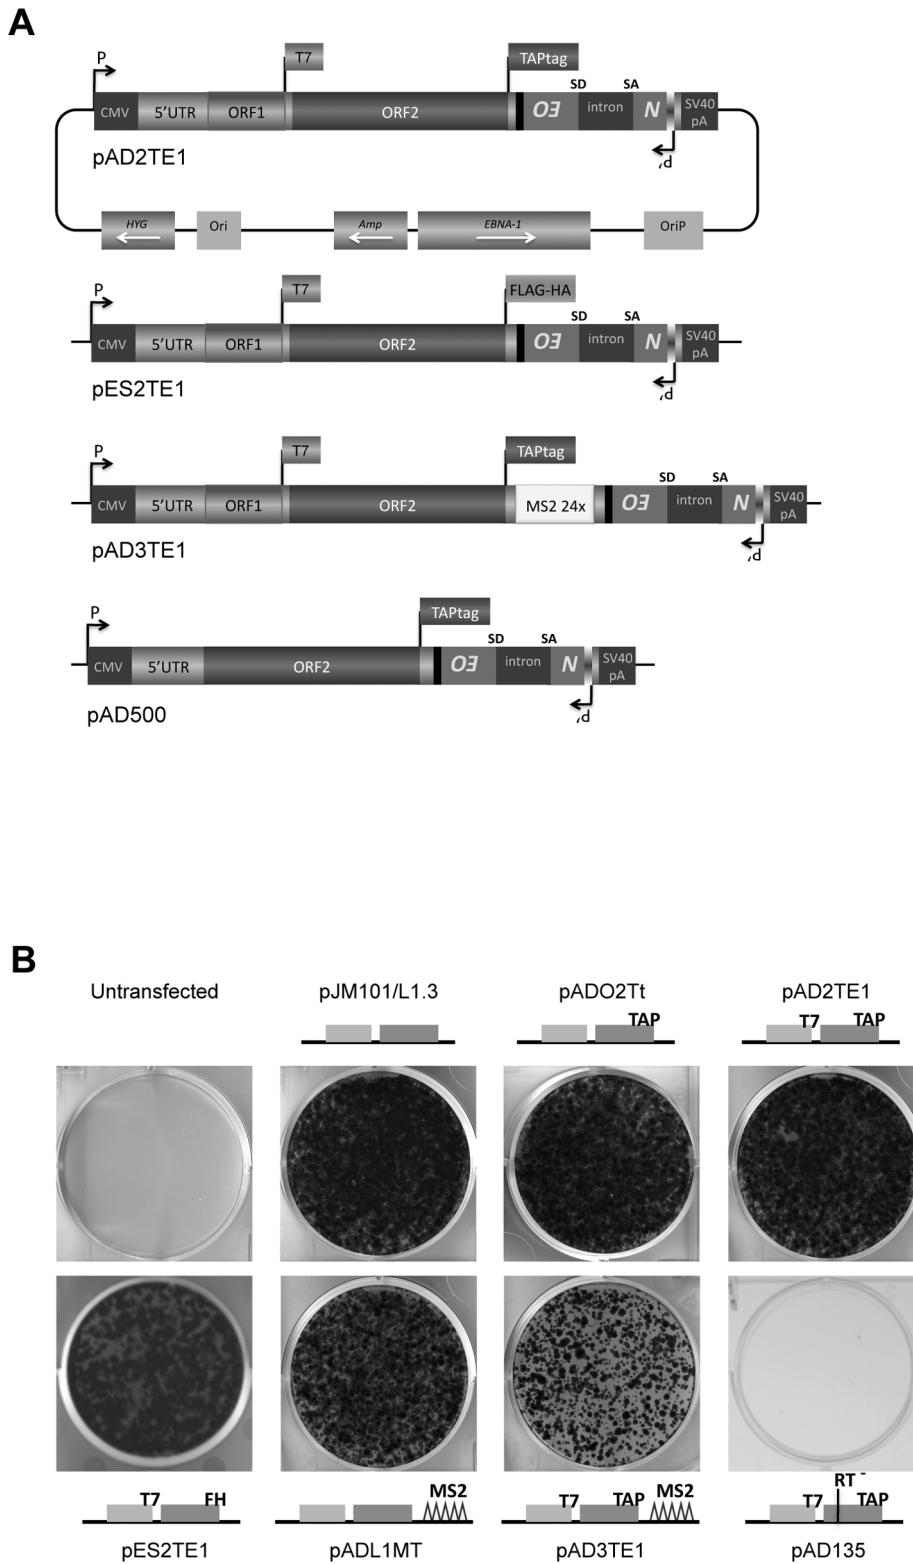 A
P T7 TAPtag
SD SA
CMV 5'UTR ORF1 ORF2 EO intron N SV40 pA
P'
pAD2TE1
HYG Ori Amp EBNA-1 OriP
P T7 FLAG-HA
SD SA
CMV 5'UTR ORF1 ORF2 EO intron N SV40 pA
P'
pES2TE1
P T7 TAPtag
SD SA
CMV 5'UTR ORF1 ORF2 MS2 24x EO intron N SV40 pA
P'
pAD3TE1
P TAPtag
SD SA
CMV 5'UTR ORF2 EO intron N SV40 pA
P'
pAD500
B
Untransfected pJM101/L1.3 pADO2Tt pAD2TE1
TAP T7 TAP
T7 FH MS2 T7 TAP MS2 T7 RT - TAP
pES2TE1 pADL1MT pAD3TE1 pAD135